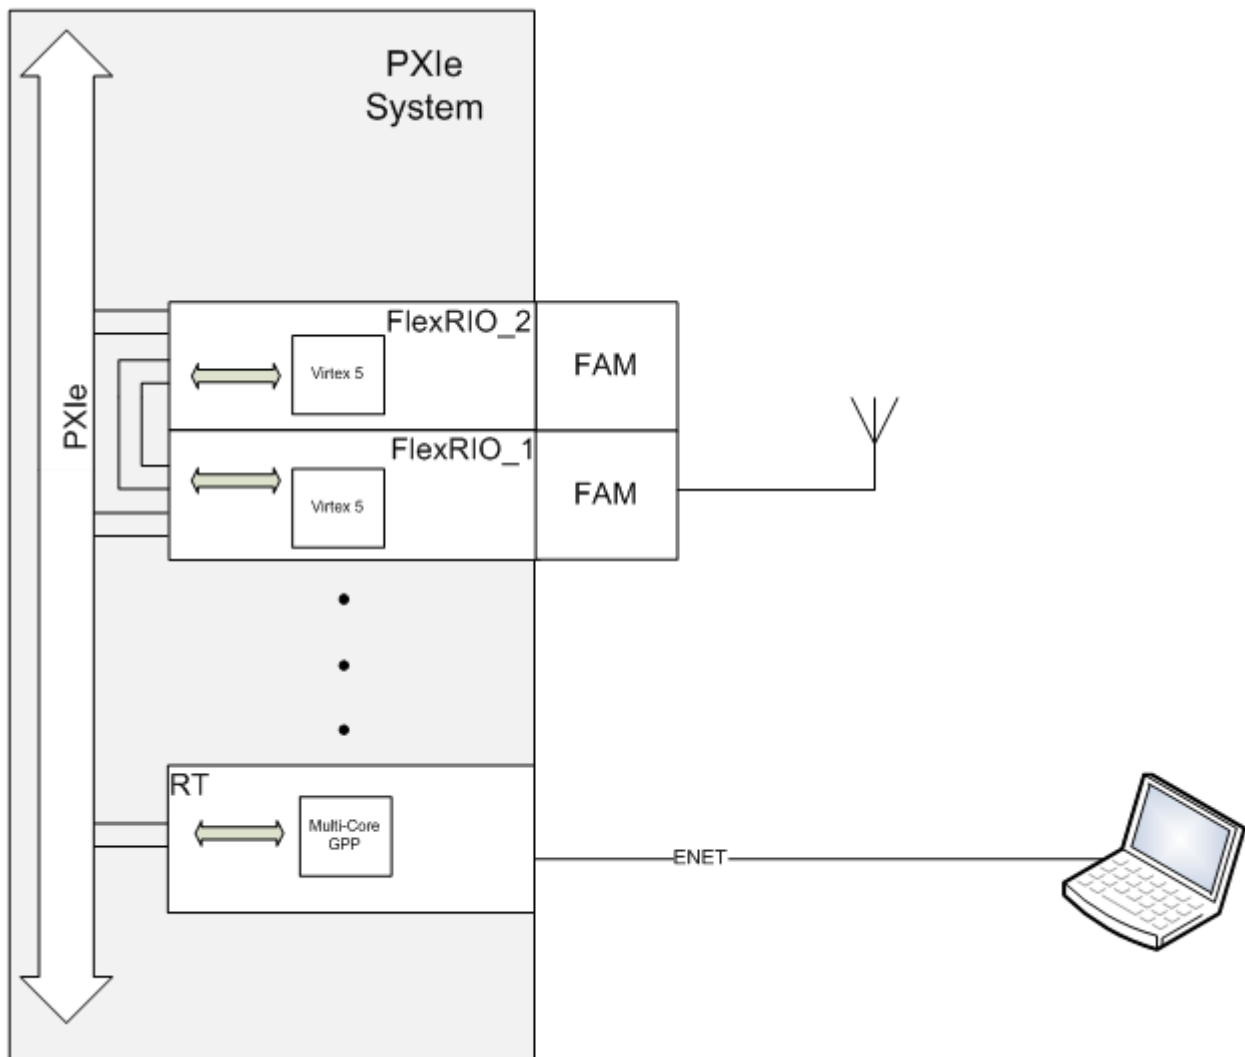 PXIe
System
FlexRIO_2
Virtex 5
FAM
PXIe
FlexRIO_1
Virtex 5
FAM
RT
Multi-Core
GPP
ENET